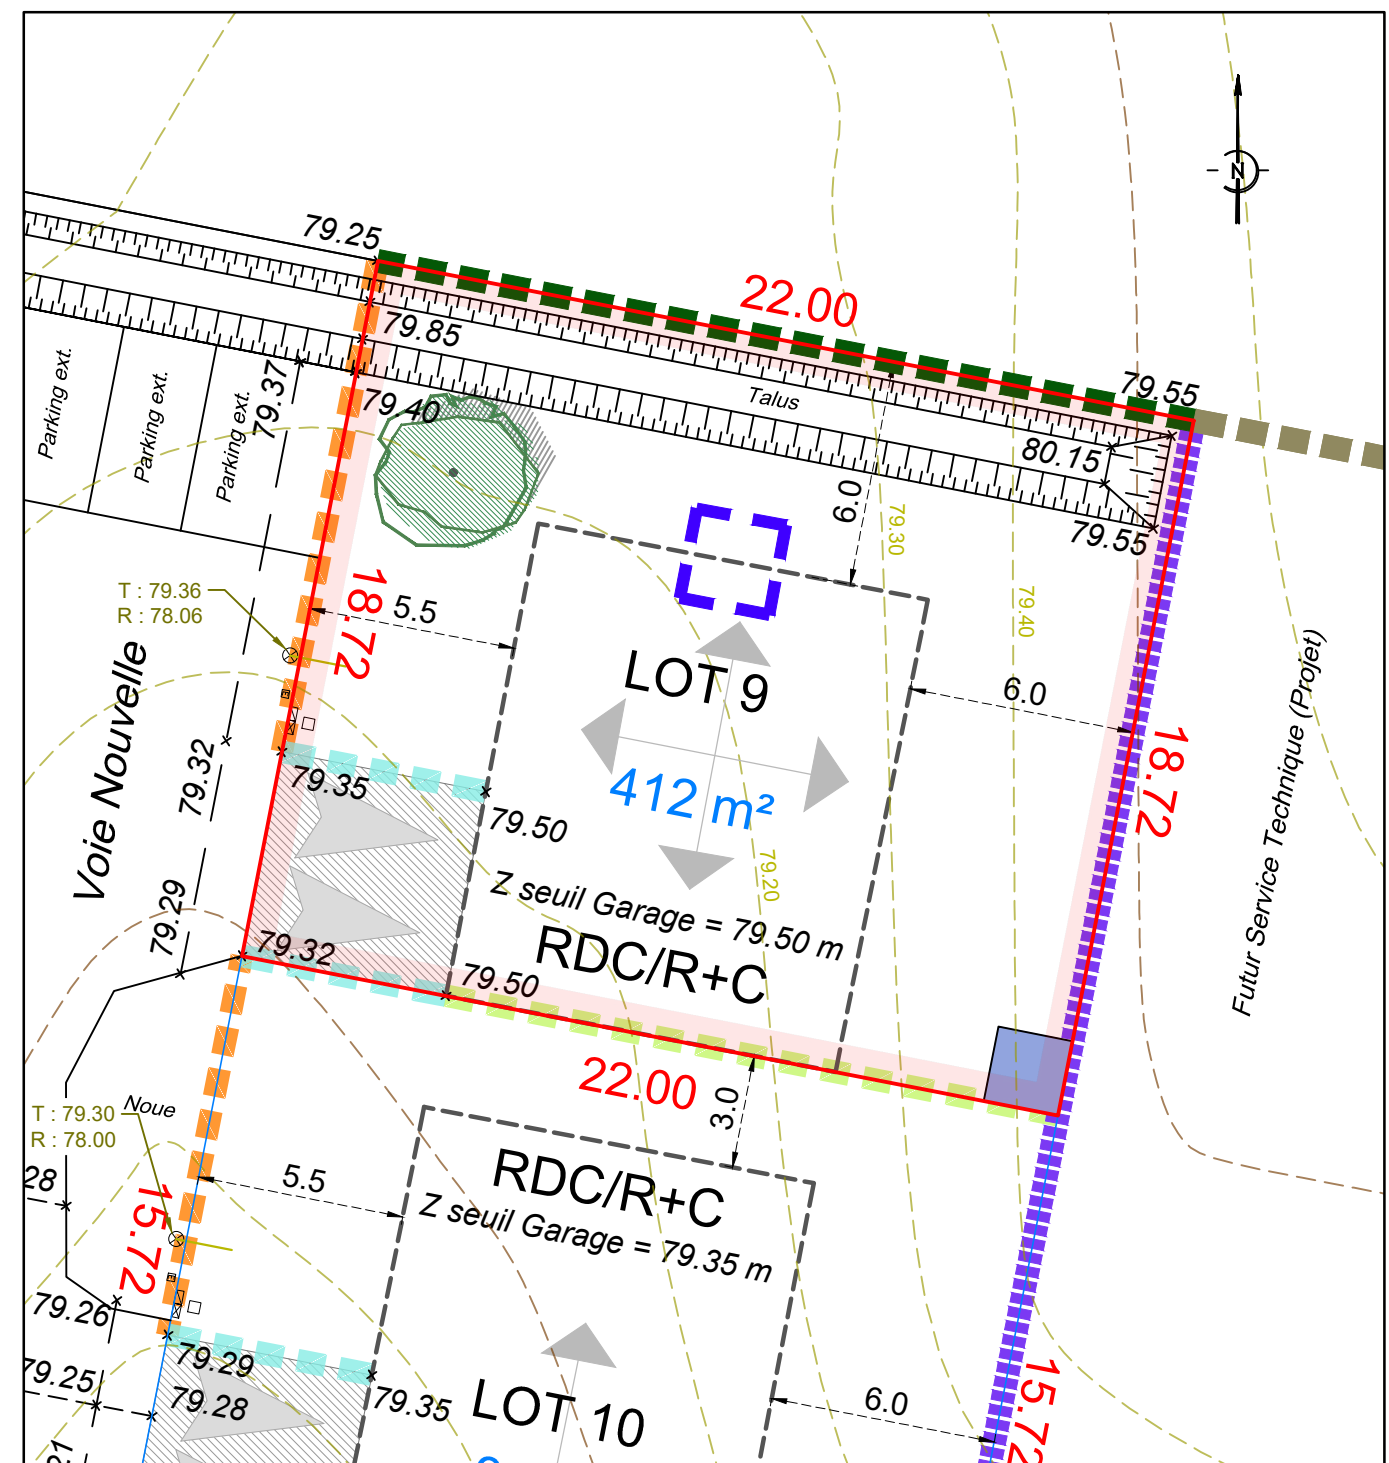 N
79.25
22.00
79.85
79.55
79.37
79.40
Talus
Parking ext.
Parking ext.
Parking ext.
80.15
79.55
6.0
79.30
79.40
T : 79.36
R : 78.06
18.72
5.5
LOT 9
6.0
Voie Nouvelle
79.32
79.35
412 m²
18.72
Futur Service Technique (Projet)
79.50
79.20
Z seuil Garage = 79.50 m
79.29
79.32
RDC/R+C
79.50
22.00
3.0
T : 79.30
Noue
R : 78.00
28
5.5
RDC/R+C
Z seuil Garage = 79.35 m
15.72
79.26
79.29
79.25
79.28
79.35
LOT 10
6.0
15.72